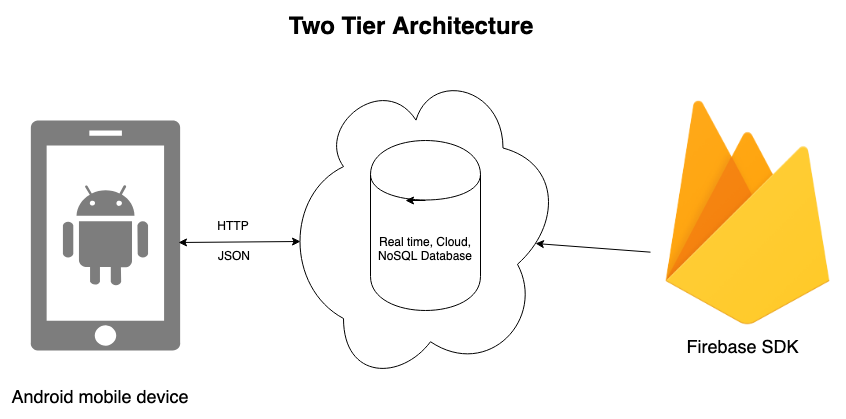 Two Tier Architecture
HTTP
JSON
Real time, Cloud,
NoSQL Database
Firebase SDK
Android mobile device